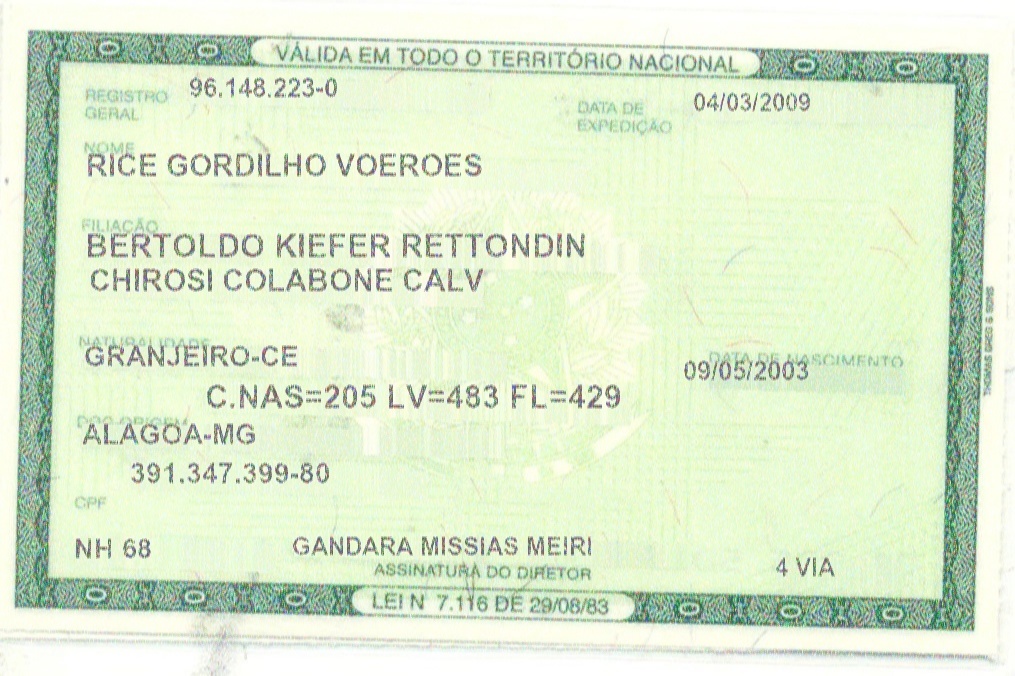 VÁLIDA EM TODO O TERRITÓRIO NACIONAL
REGISTRO GERAL 96.148.223-0 DATA DE EXPEDIÇÃO 04/03/2009
NOME
RICE GORDILHO VOEROES
FILIAÇÃO
BERTOLDO KIEFER RETTONDIN
CHIROSI COLABONE CALV
NATURALIDADE DATA DE NASCIMENTO
GRANJEIRO-CE 09/05/2003
C.NAS=205 LV=483 FL=429
DOC ORIGEM
ALAGOA-MG
391.347.399-80
CPF
NH 68 GANDARA MISSIAS MEIRI 4 VIA
ASSINATURA DO DIRETOR
LEI N 7.116 DE 29/08/83